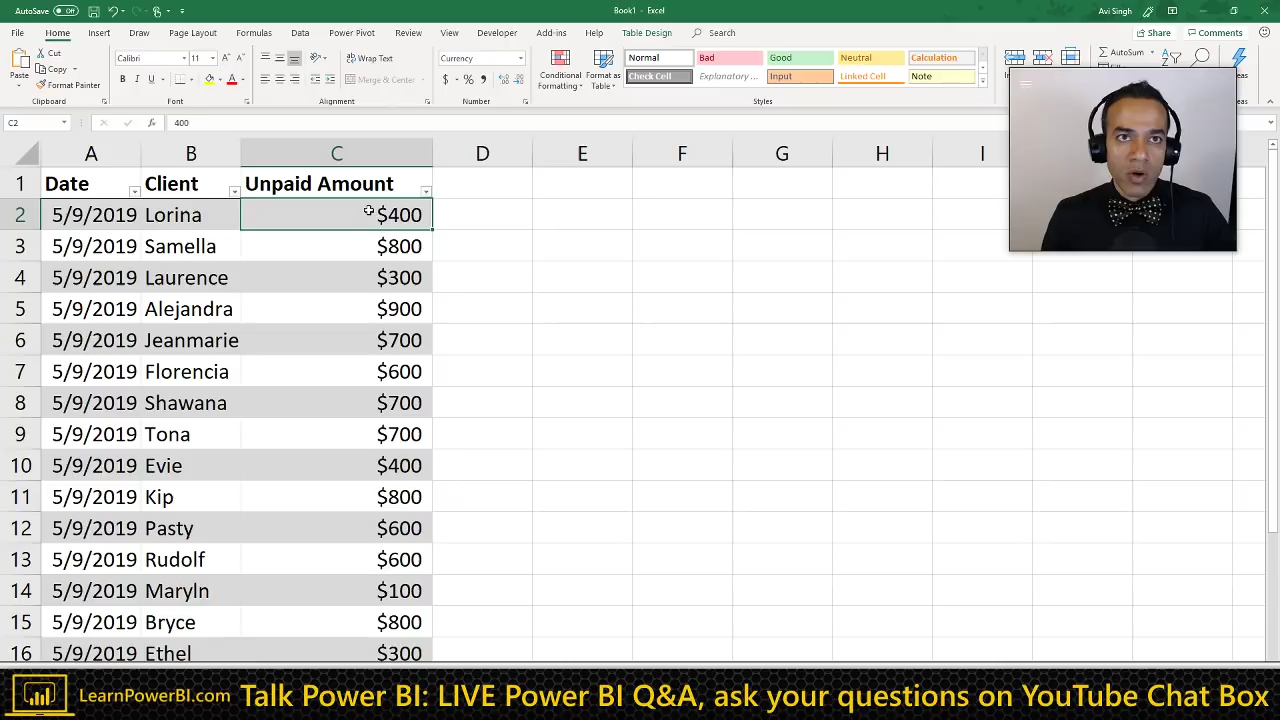 AutoSave Off
Book1 - Excel
Avi Singh
File Home Insert Draw Page Layout Formulas Data Power Pivot Review View Developer Add-ins Help Table Design Search
Share Comments
Paste
Cut
Copy
Format Painter
Clipboard
Calibri 11
B I U
Font
Wrap Text
Merge & Center
Alignment
Currency
$ % ,
Number
Conditional Formatting
Format as Table
Normal Bad Good Neutral Calculation
Check Cell Explanatory ... Input Linked Cell Note
Styles
AutoSum
C2
fx
400
A B C D E F G H I
1 Date Client Unpaid Amount
2 5/9/2019 Lorina $400
3 5/9/2019 Samella $800
4 5/9/2019 Laurence $300
5 5/9/2019 Alejandra $900
6 5/9/2019 Jeanmarie $700
7 5/9/2019 Florencia $600
8 5/9/2019 Shawana $700
9 5/9/2019 Tona $700
10 5/9/2019 Evie $400
11 5/9/2019 Kip $800
12 5/9/2019 Pasty $600
13 5/9/2019 Rudolf $600
14 5/9/2019 Maryln $100
15 5/9/2019 Bryce $800
16 5/9/2019 Ethel $300
LearnPowerBI.com Talk Power BI: LIVE Power BI Q&A, ask your questions on YouTube Chat Box